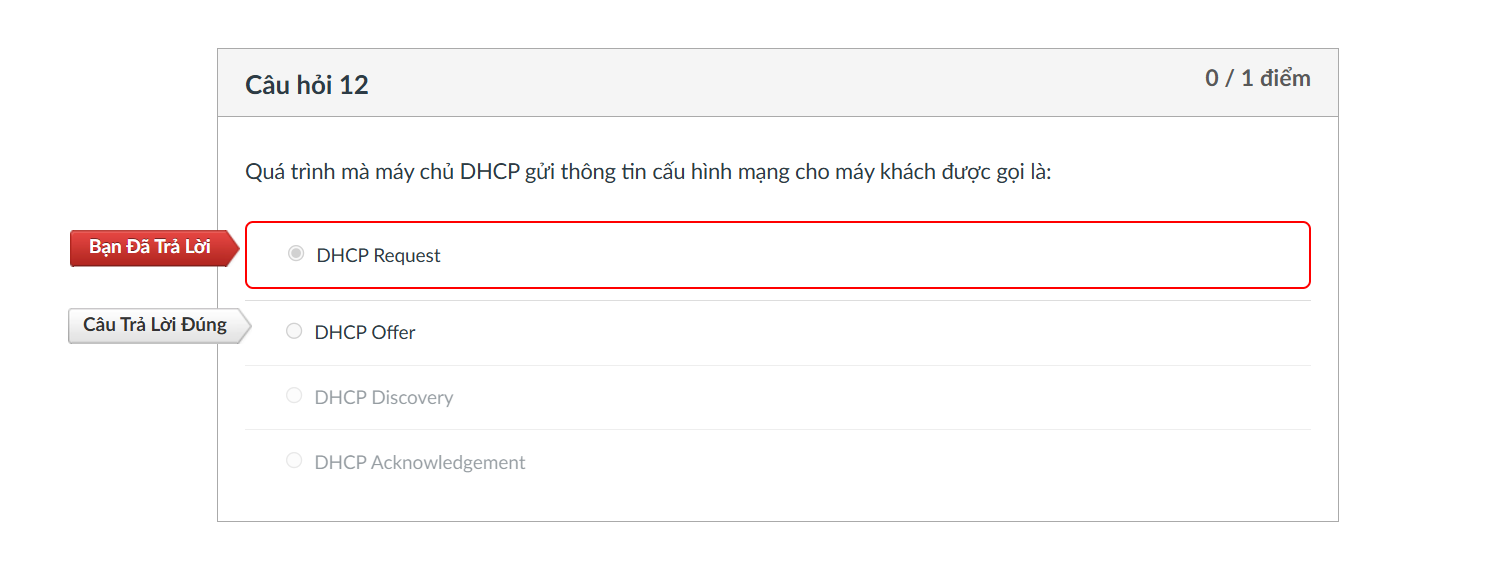 Câu hỏi 12
0 / 1 điểm
Quá trình mà máy chủ DHCP gửi thông tin cấu hình mạng cho máy khách được gọi là:
Bạn Đã Trả Lời
DHCP Request
Câu Trả Lời Đúng
DHCP Offer
DHCP Discovery
DHCP Acknowledgement